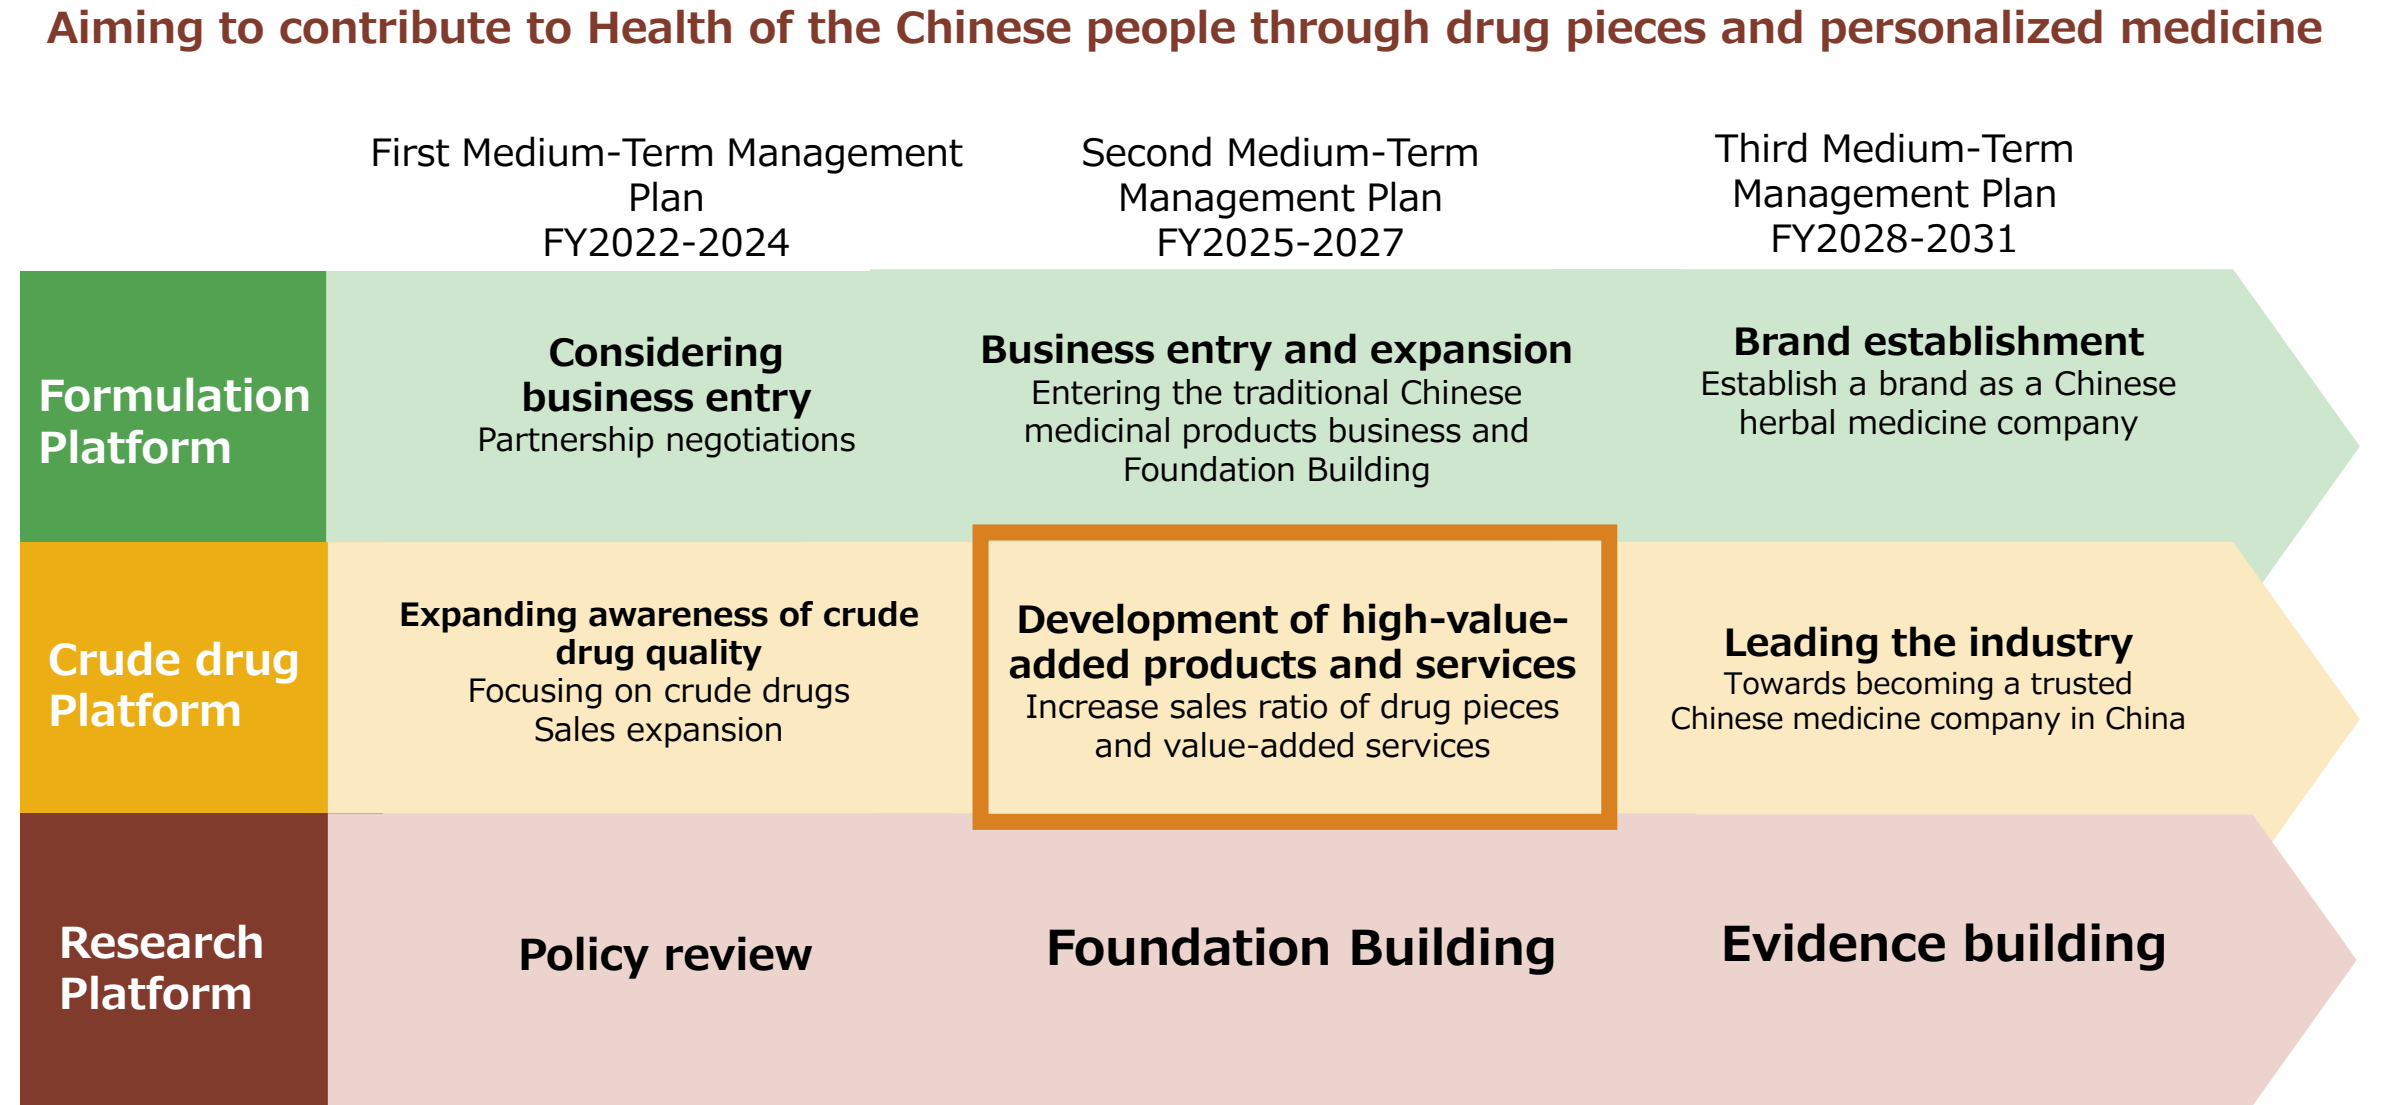 Aiming to contribute to Health of the Chinese people through drug pieces and personalized medicine
First Medium-Term Management
Plan
FY2022-2024
Second Medium-Term
Management Plan
FY2025-2027
Third Medium-Term
Management Plan
FY2028-2031
Formulation
Platform
Considering
business entry
Partnership negotiations
Business entry and expansion
Entering the traditional Chinese
medicinal products business and
Foundation Building
Brand establishment
Establish a brand as a Chinese
herbal medicine company
Crude drug
Platform
Expanding awareness of crude
drug quality
Focusing on crude drugs
Sales expansion
Development of high-value-
added products and services
Increase sales ratio of drug pieces
and value-added services
Leading the industry
Towards becoming a trusted
Chinese medicine company in China
Research
Platform
Policy review
Foundation Building
Evidence building